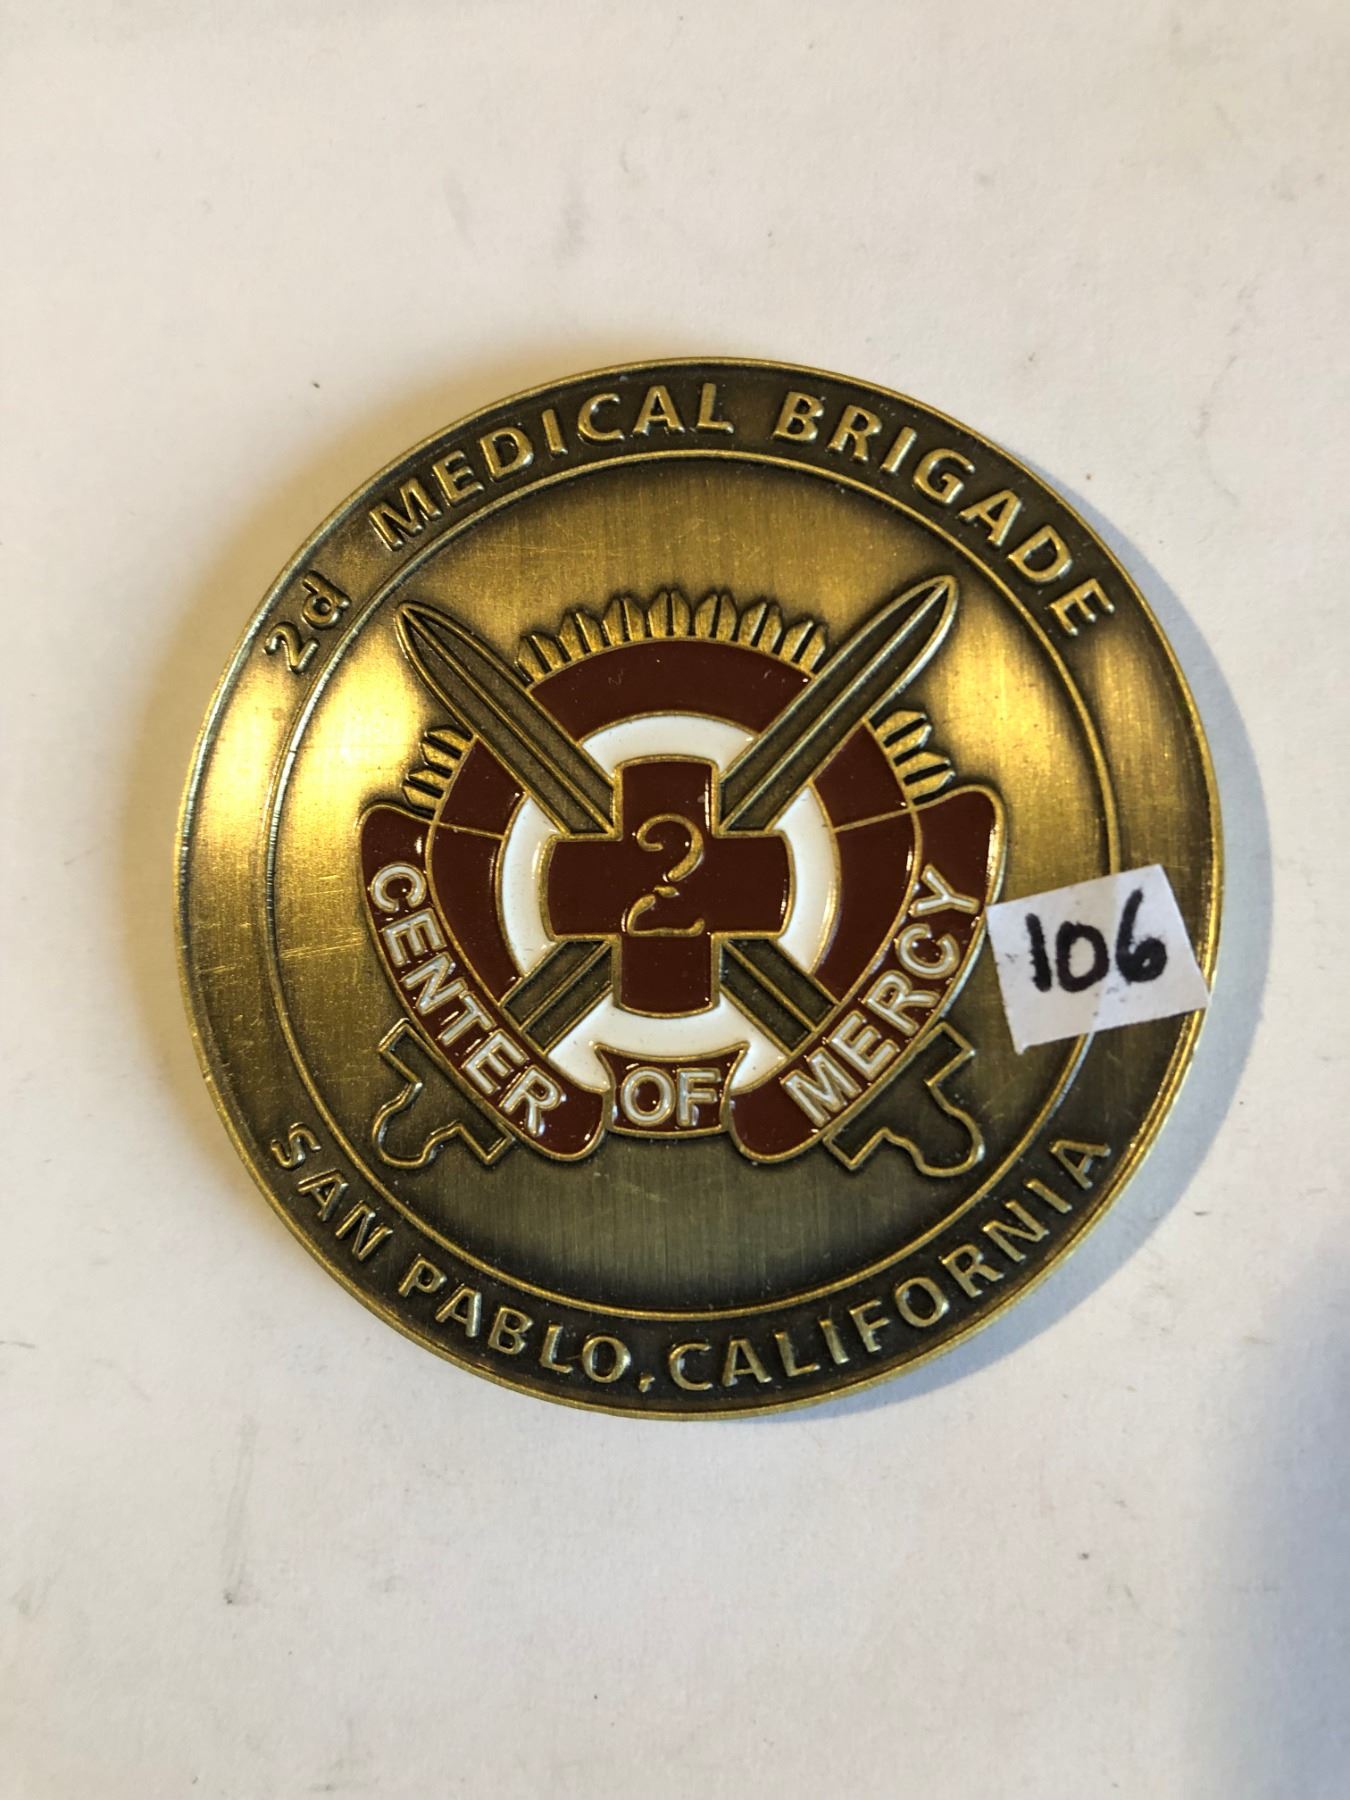 2d MEDICAL BRIGADE
2
CENTER OF MERCY
106
SAN PABLO, CALIFORNIA